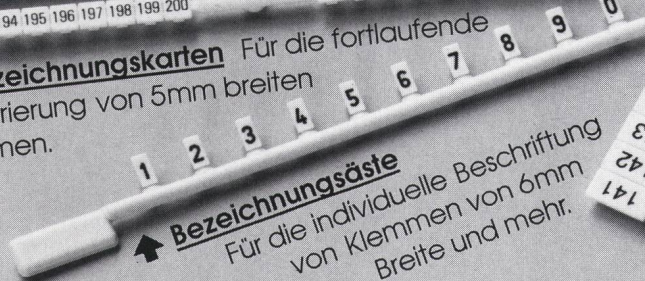 94 195 196 197 198 199 200
zeichnungskarten Für die fortlaufende
rierung von 5mm breiten
men.
1 2 3 4 5 6 7 8 9 0
Bezeichnungsäste
Für die individuelle Beschriftung
von Klemmen von 6mm
Breite und mehr.
142
141